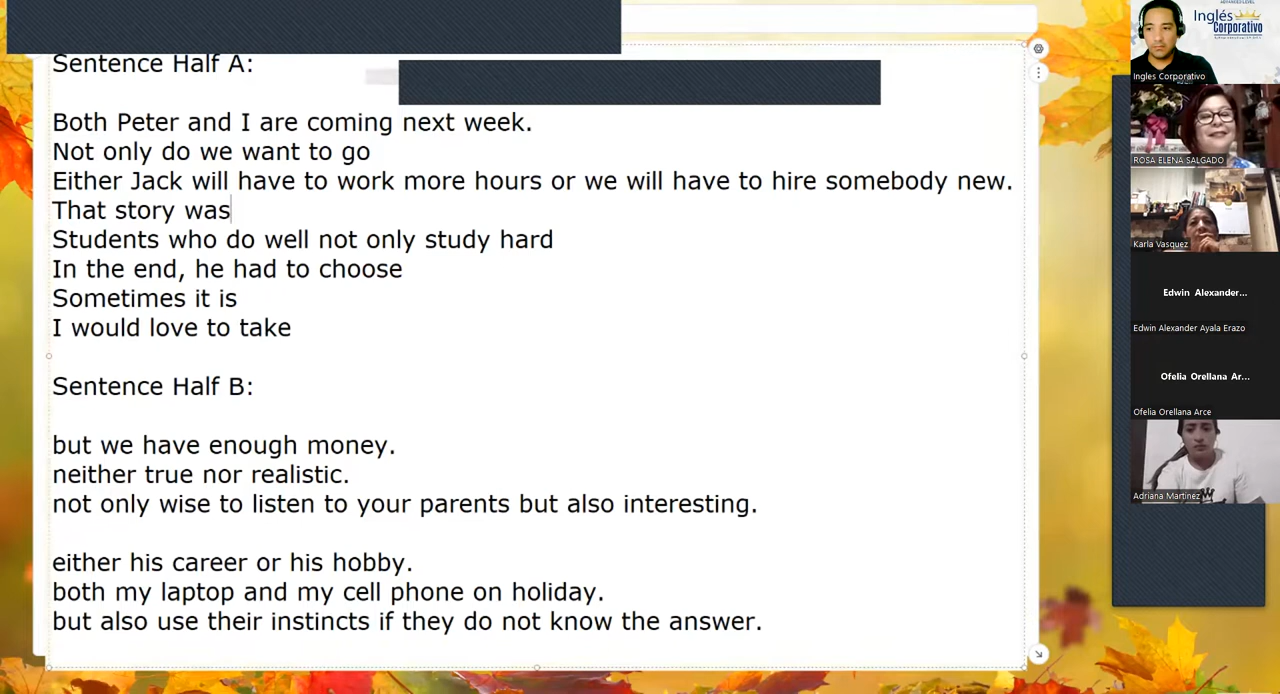 Sentence Half A:
Both Peter and I are coming next week.
Not only do we want to go
Either Jack will have to work more hours or we will have to hire somebody new.
That story was
Students who do well not only study hard
In the end, he had to choose
Sometimes it is
I would love to take
Sentence Half B:
but we have enough money.
neither true nor realistic.
not only wise to listen to your parents but also interesting.
either his career or his hobby.
both my laptop and my cell phone on holiday.
but also use their instincts if they do not know the answer.
Inglés
Corporativo
Ingles Corporativo
ROSA ELENA SALGADO
Karla Vasquez
Edwin Alexander...
Edwin Alexander Ayala Erazo
Ofelia Orellana Ar...
Ofelia Orellana Arce
Adriana Martinez